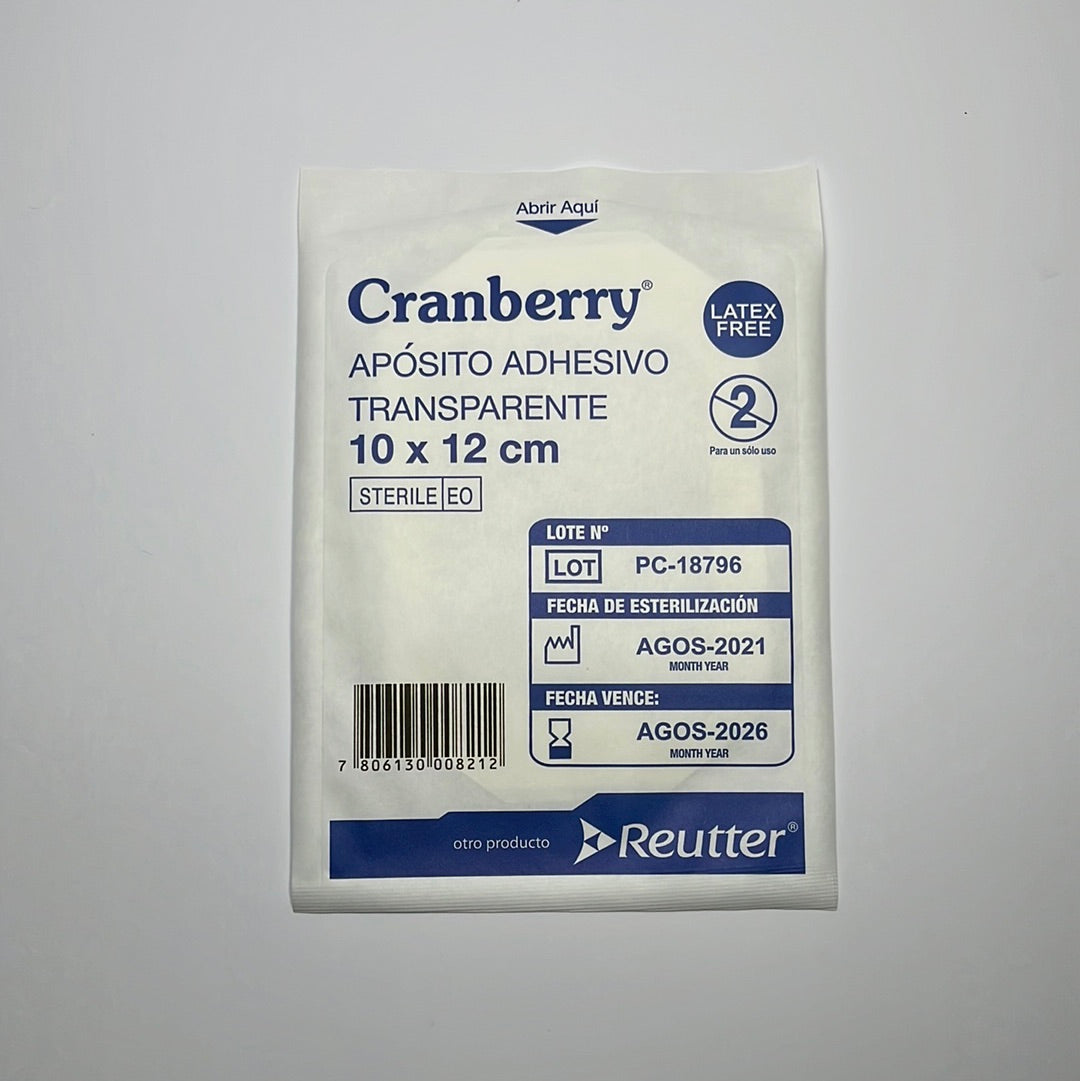 Abrir Aquí
Cranberry®
LATEX
FREE
APÓSITO ADHESIVO
TRANSPARENTE
10 x 12 cm
2
Para un sólo uso
STERILE EO
LOTE Nº
LOT PC-18796
FECHA DE ESTERILIZACIÓN
AGOS-2021
MONTH YEAR
FECHA VENCE:
AGOS-2026
MONTH YEAR
7 806130 008212
otro producto Reutter®